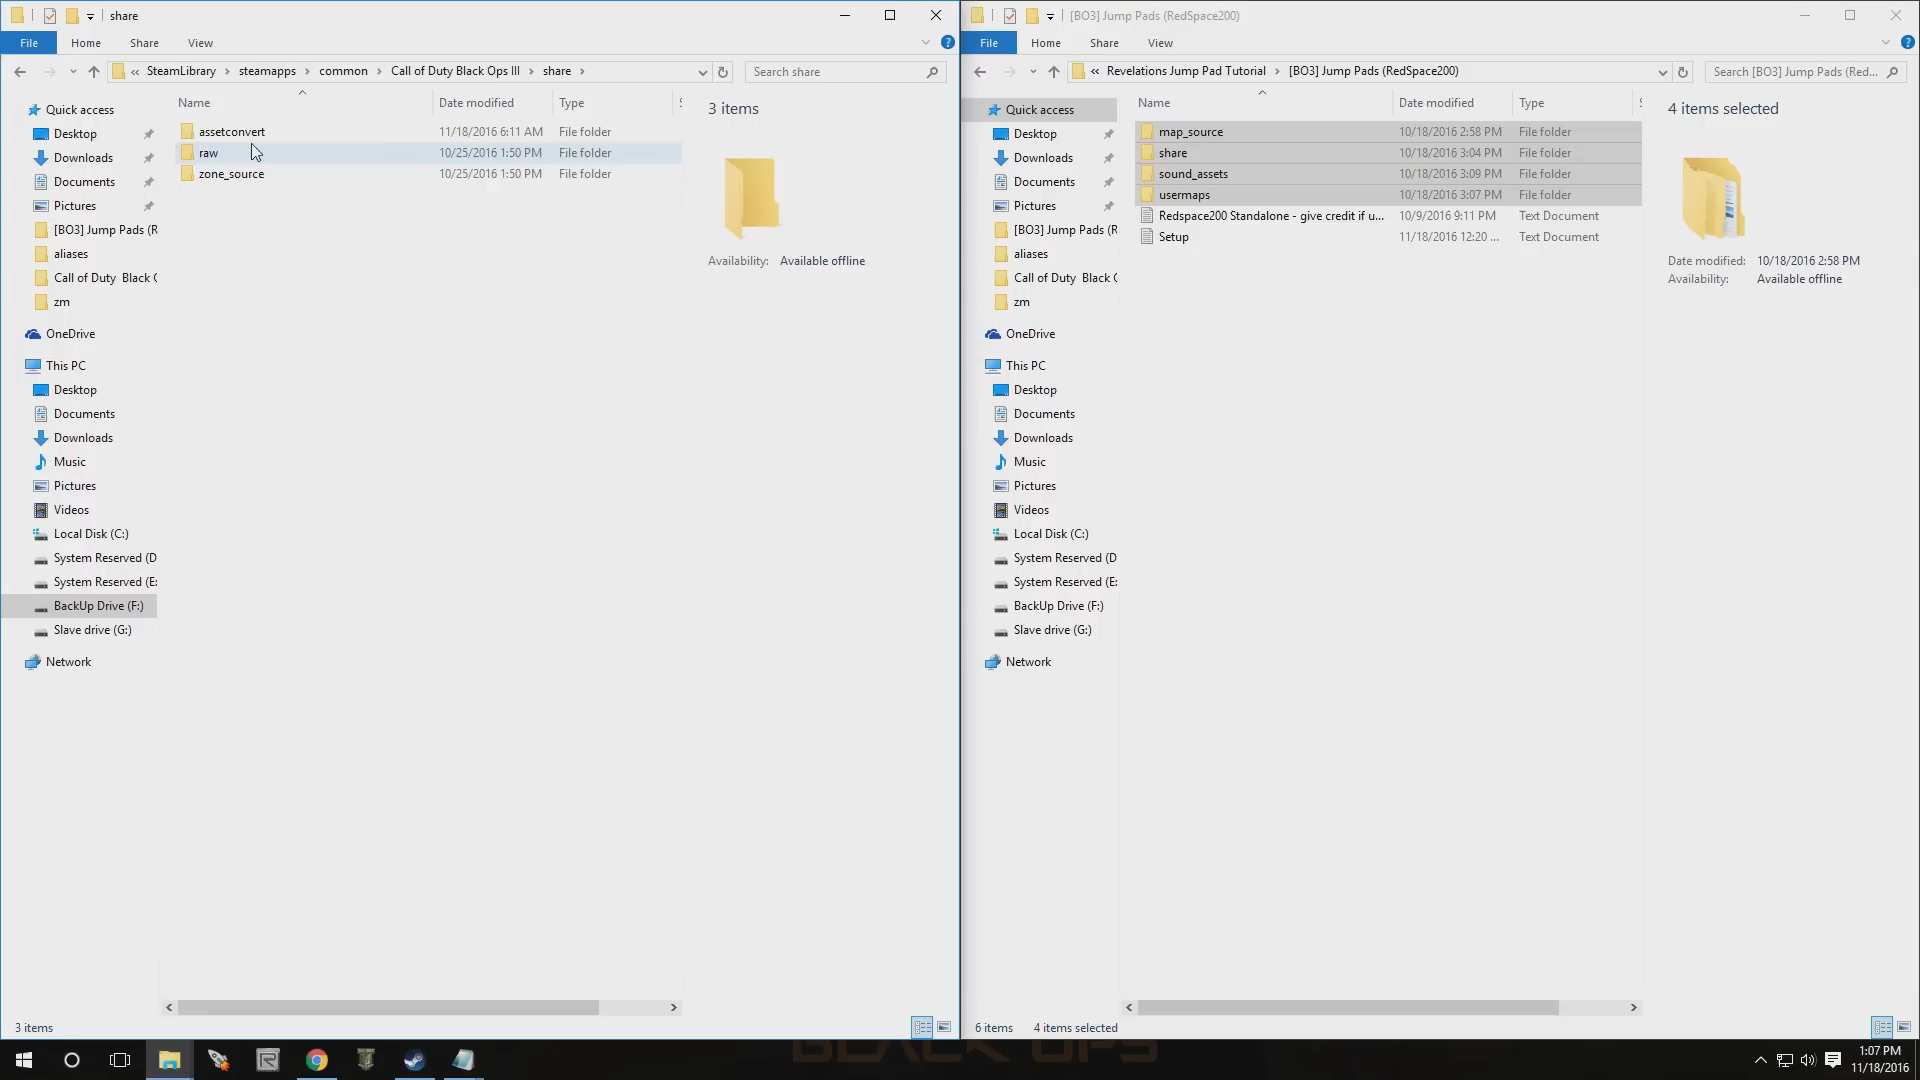 share
File
Home
Share
View
« SteamLibrary > steamapps > common > Call of Duty Black Ops III > share >
Search share
Name
Date modified
Type
assetconvert 11/18/2016 6:11 AM File folder
raw 10/25/2016 1:50 PM File folder
zone_source 10/25/2016 1:50 PM File folder
3 items
Availability: Available offline
Quick access
Desktop
Downloads
Documents
Pictures
[BO3] Jump Pads (R
aliases
Call of Duty Black
zm
OneDrive
This PC
Desktop
Documents
Downloads
Music
Pictures
Videos
Local Disk (C:)
System Reserved (D
System Reserved (E:
BackUp Drive (F:)
Slave drive (G:)
Network
3 items
[BO3] Jump Pads (RedSpace200)
File
Home
Share
View
« Revelations Jump Pad Tutorial > [BO3] Jump Pads (RedSpace200)
Search [BO3] Jump Pads (Red...
Name
Date modified
Type
map_source 10/18/2016 2:58 PM File folder
share 10/18/2016 3:04 PM File folder
sound_assets 10/18/2016 3:09 PM File folder
usermaps 10/18/2016 3:07 PM File folder
Redspace200 Standalone - give credit if u... 10/9/2016 9:11 PM Text Document
Setup 11/18/2016 12:20 ... Text Document
4 items selected
Date modified: 10/18/2016 2:58 PM
Availability: Available offline
Quick access
Desktop
Downloads
Documents
Pictures
[BO3] Jump Pads (R
aliases
Call of Duty Black
zm
OneDrive
This PC
Desktop
Documents
Downloads
Music
Pictures
Videos
Local Disk (C:)
System Reserved (D
System Reserved (E:
BackUp Drive (F:)
Slave drive (G:)
Network
6 items
4 items selected
BLACK OPS
1:07 PM
11/18/2016